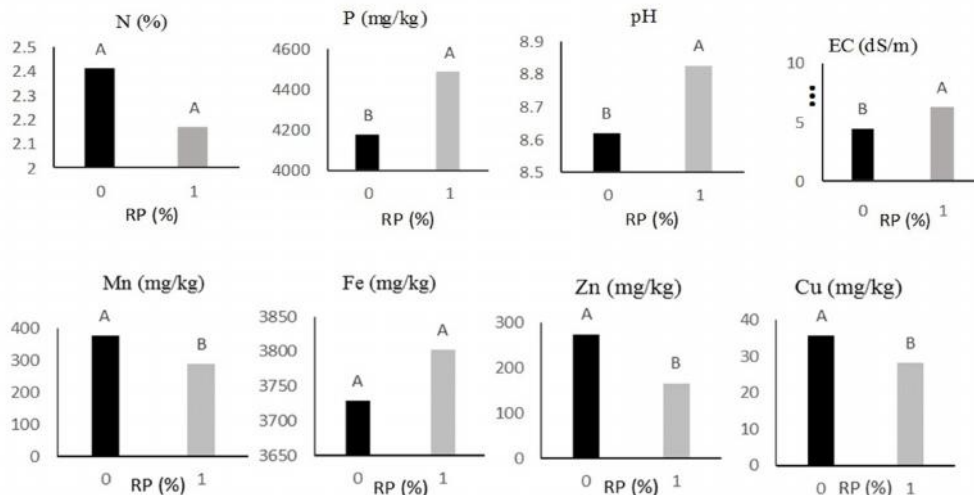 N (%)
2.5
2.4
2.3
2.2
2.1
2
A
A
0 1
RP (%)
P (mg/kg)
4600
4400
4200
4000
B
A
0 1
RP (%)
pH
8.9
8.8
8.7
8.6
8.5
B
A
0 1
RP (%)
EC (dS/m)
10
5
0
B
A
0 1
RP (%)
Mn (mg/kg)
400
300
200
100
0
A
B
0 1
RP (%)
Fe (mg/kg)
3850
3800
3750
3700
3650
A
A
0 1
RP (%)
Zn (mg/kg)
300
200
100
0
A
B
0 1
RP (%)
Cu (mg/kg)
40
30
20
10
0
A
B
0 RP (%) 1